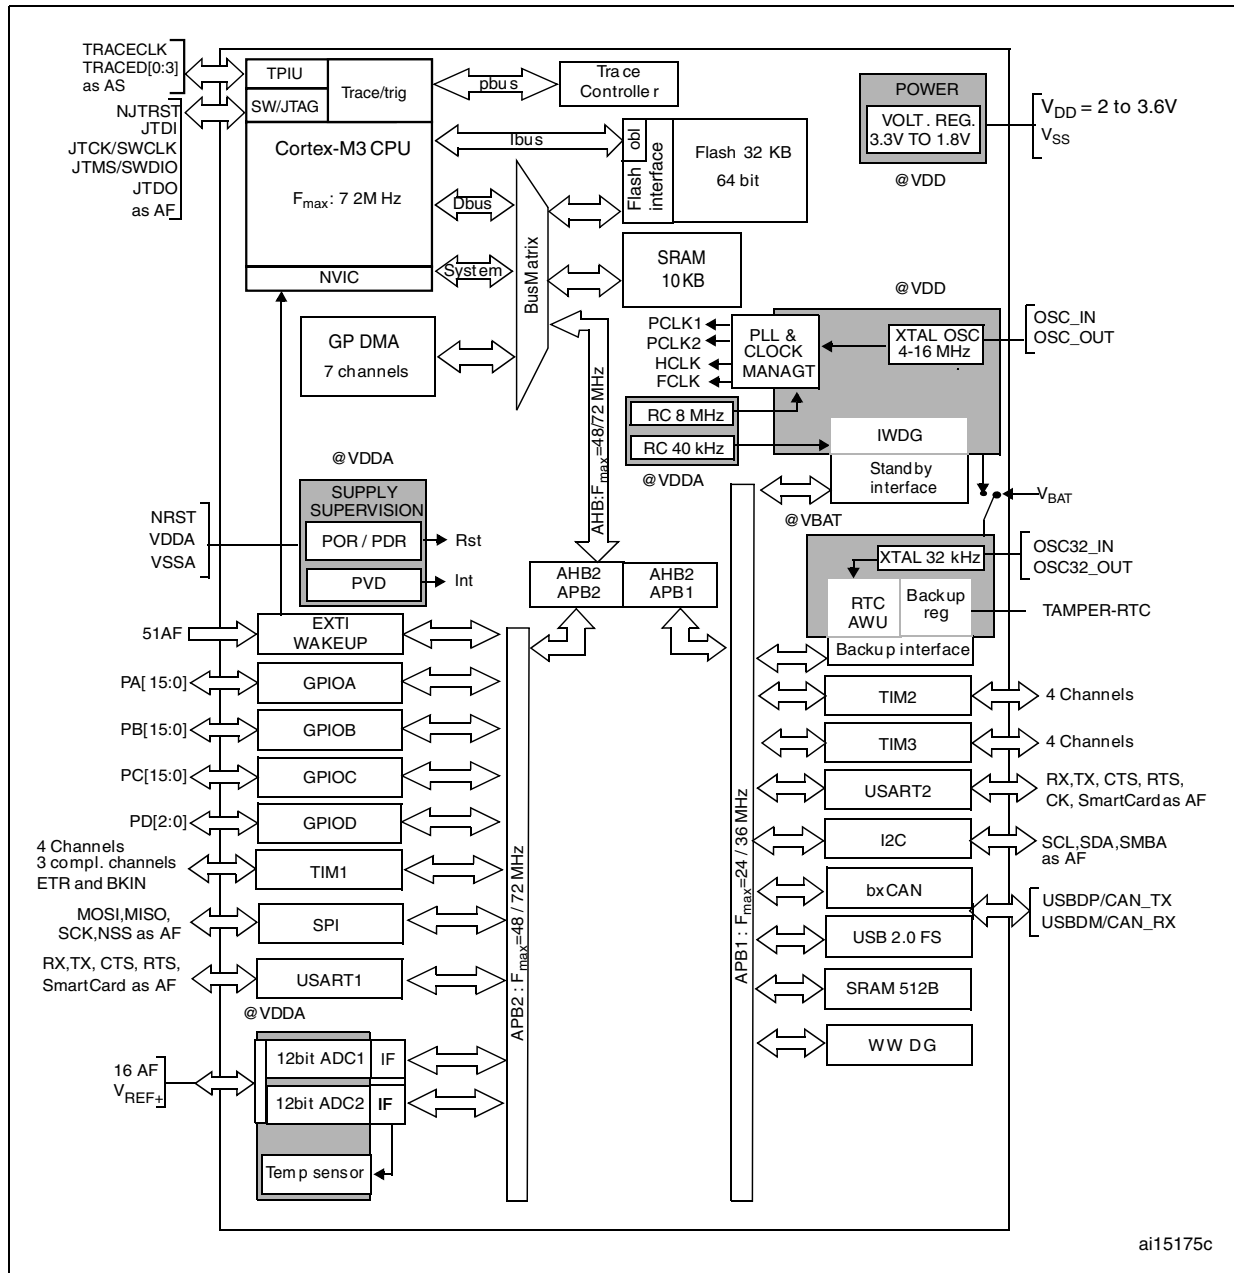 TRACECLK
TRACED[0:3]
as AS
NJTRST
JTDI
JTCK/SWCLK
JTMS/SWDIO
JTDO
as AF
TPIU
SW/JTAG
Trace/trig
Cortex-M3 CPU
Fmax: 7 2M Hz
NVIC
pbus
Trace
Controller
Ibus
Dbus
System
BusMatrix
Flash
interface
obl
Flash 32 KB
64 bit
SRAM
10KB
GP DMA
7 channels
POWER
VOLT. REG.
3.3V TO 1.8V
@VDD
VDD = 2 to 3.6V
VSS
@VDD
PCLK1
PCLK2
HCLK
FCLK
PLL &
CLOCK
MANAGT
XTAL OSC
4-16 MHz
OSC_IN
OSC_OUT
RC 8 MHz
RC 40 kHz
@VDDA
IWDG
Standby
interface
VBAT
@VBAT
XTAL 32 kHz
OSC32_IN
OSC32_OUT
RTC
AWU
Backup
reg
TAMPER-RTC
Backup interface
AHB:Fmax=48/72 MHz
@VDDA
SUPPLY
SUPERVISION
NRST
VDDA
VSSA
POR / PDR
Rst
PVD
Int
AHB2
APB2
AHB2
APB1
51AF
EXTI
WAKEUP
PA[ 15:0]
GPIOA
PB[15:0]
GPIOB
PC[15:0]
GPIOC
PD[2:0]
GPIOD
4 Channels
3 compl. channels
ETR and BKIN
TIM1
MOSI,MISO,
SCK,NSS as AF
SPI
RX,TX, CTS, RTS,
SmartCard as AF
USART1
@VDDA
16 AF
VREF+
12bit ADC1
IF
12bit ADC2
IF
Temp sensor
APB2 : Fmax=48 / 72 MHz
APB1 : Fmax=24 / 36 MHz
TIM2
4 Channels
TIM3
4 Channels
USART2
RX,TX, CTS, RTS,
CK, SmartCard as AF
I2C
SCL,SDA,SMBA
as AF
bxCAN
USB 2.0 FS
USBDP/CAN_TX
USBDM/CAN_RX
SRAM 512B
WW DG
ai15175c